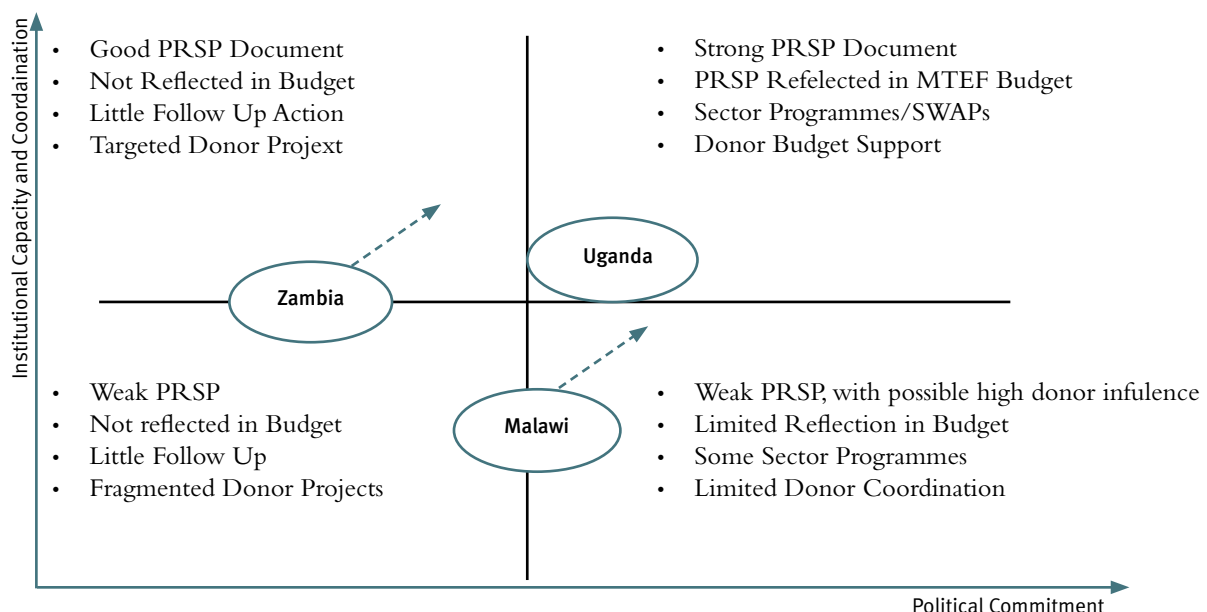 Institutional Capacity and Coordaination
• Good PRSP Document
• Not Reflected in Budget
• Little Follow Up Action
• Targeted Donor Projext
• Strong PRSP Document
• PRSP Refelected in MTEF Budget
• Sector Programmes/SWAPs
• Donor Budget Support
Uganda
Zambia
Malawi
• Weak PRSP
• Not reflected in Budget
• Little Follow Up
• Fragmented Donor Projects
• Weak PRSP, with possible high donor infulence
• Limited Reflection in Budget
• Some Sector Programmes
• Limited Donor Coordination
Political Commitment